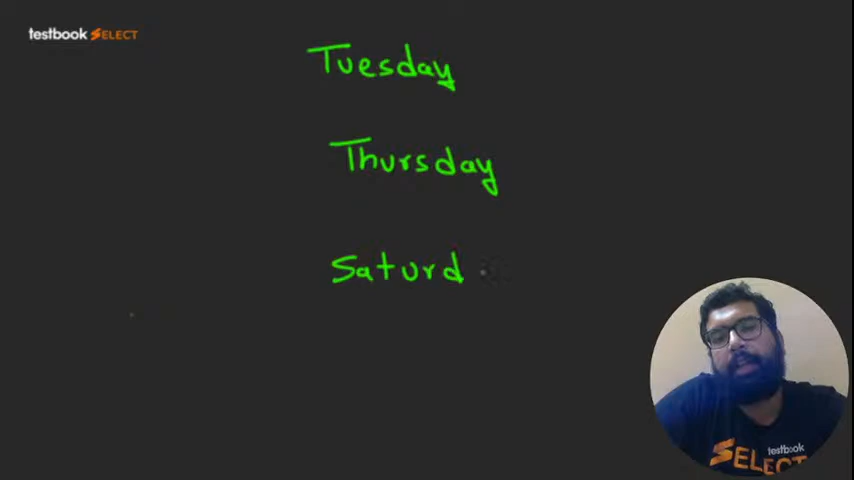 testbook SELECT
Tuesday
Thursday
Saturd
testbook
SELECT